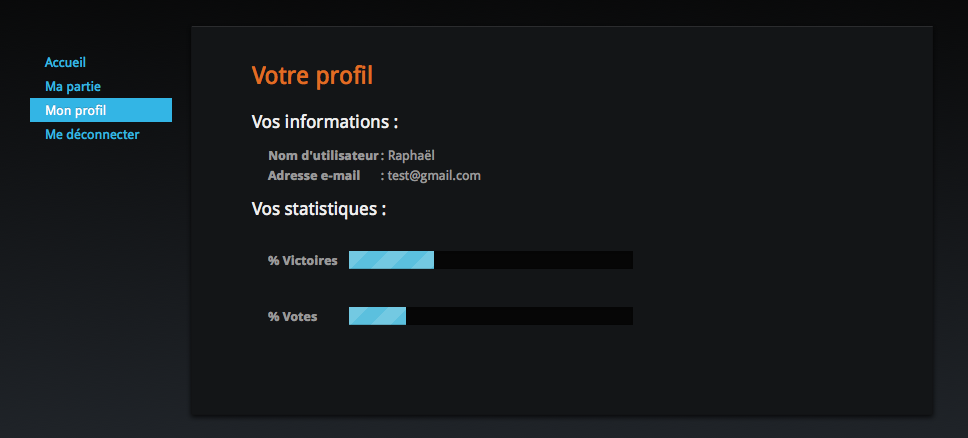 Accueil
Ma partie
Mon profil
Me déconnecter
Votre profil
Vos informations :
Nom d'utilisateur : Raphaël
Adresse e-mail : test@gmail.com
Vos statistiques :
% Victoires
% Votes